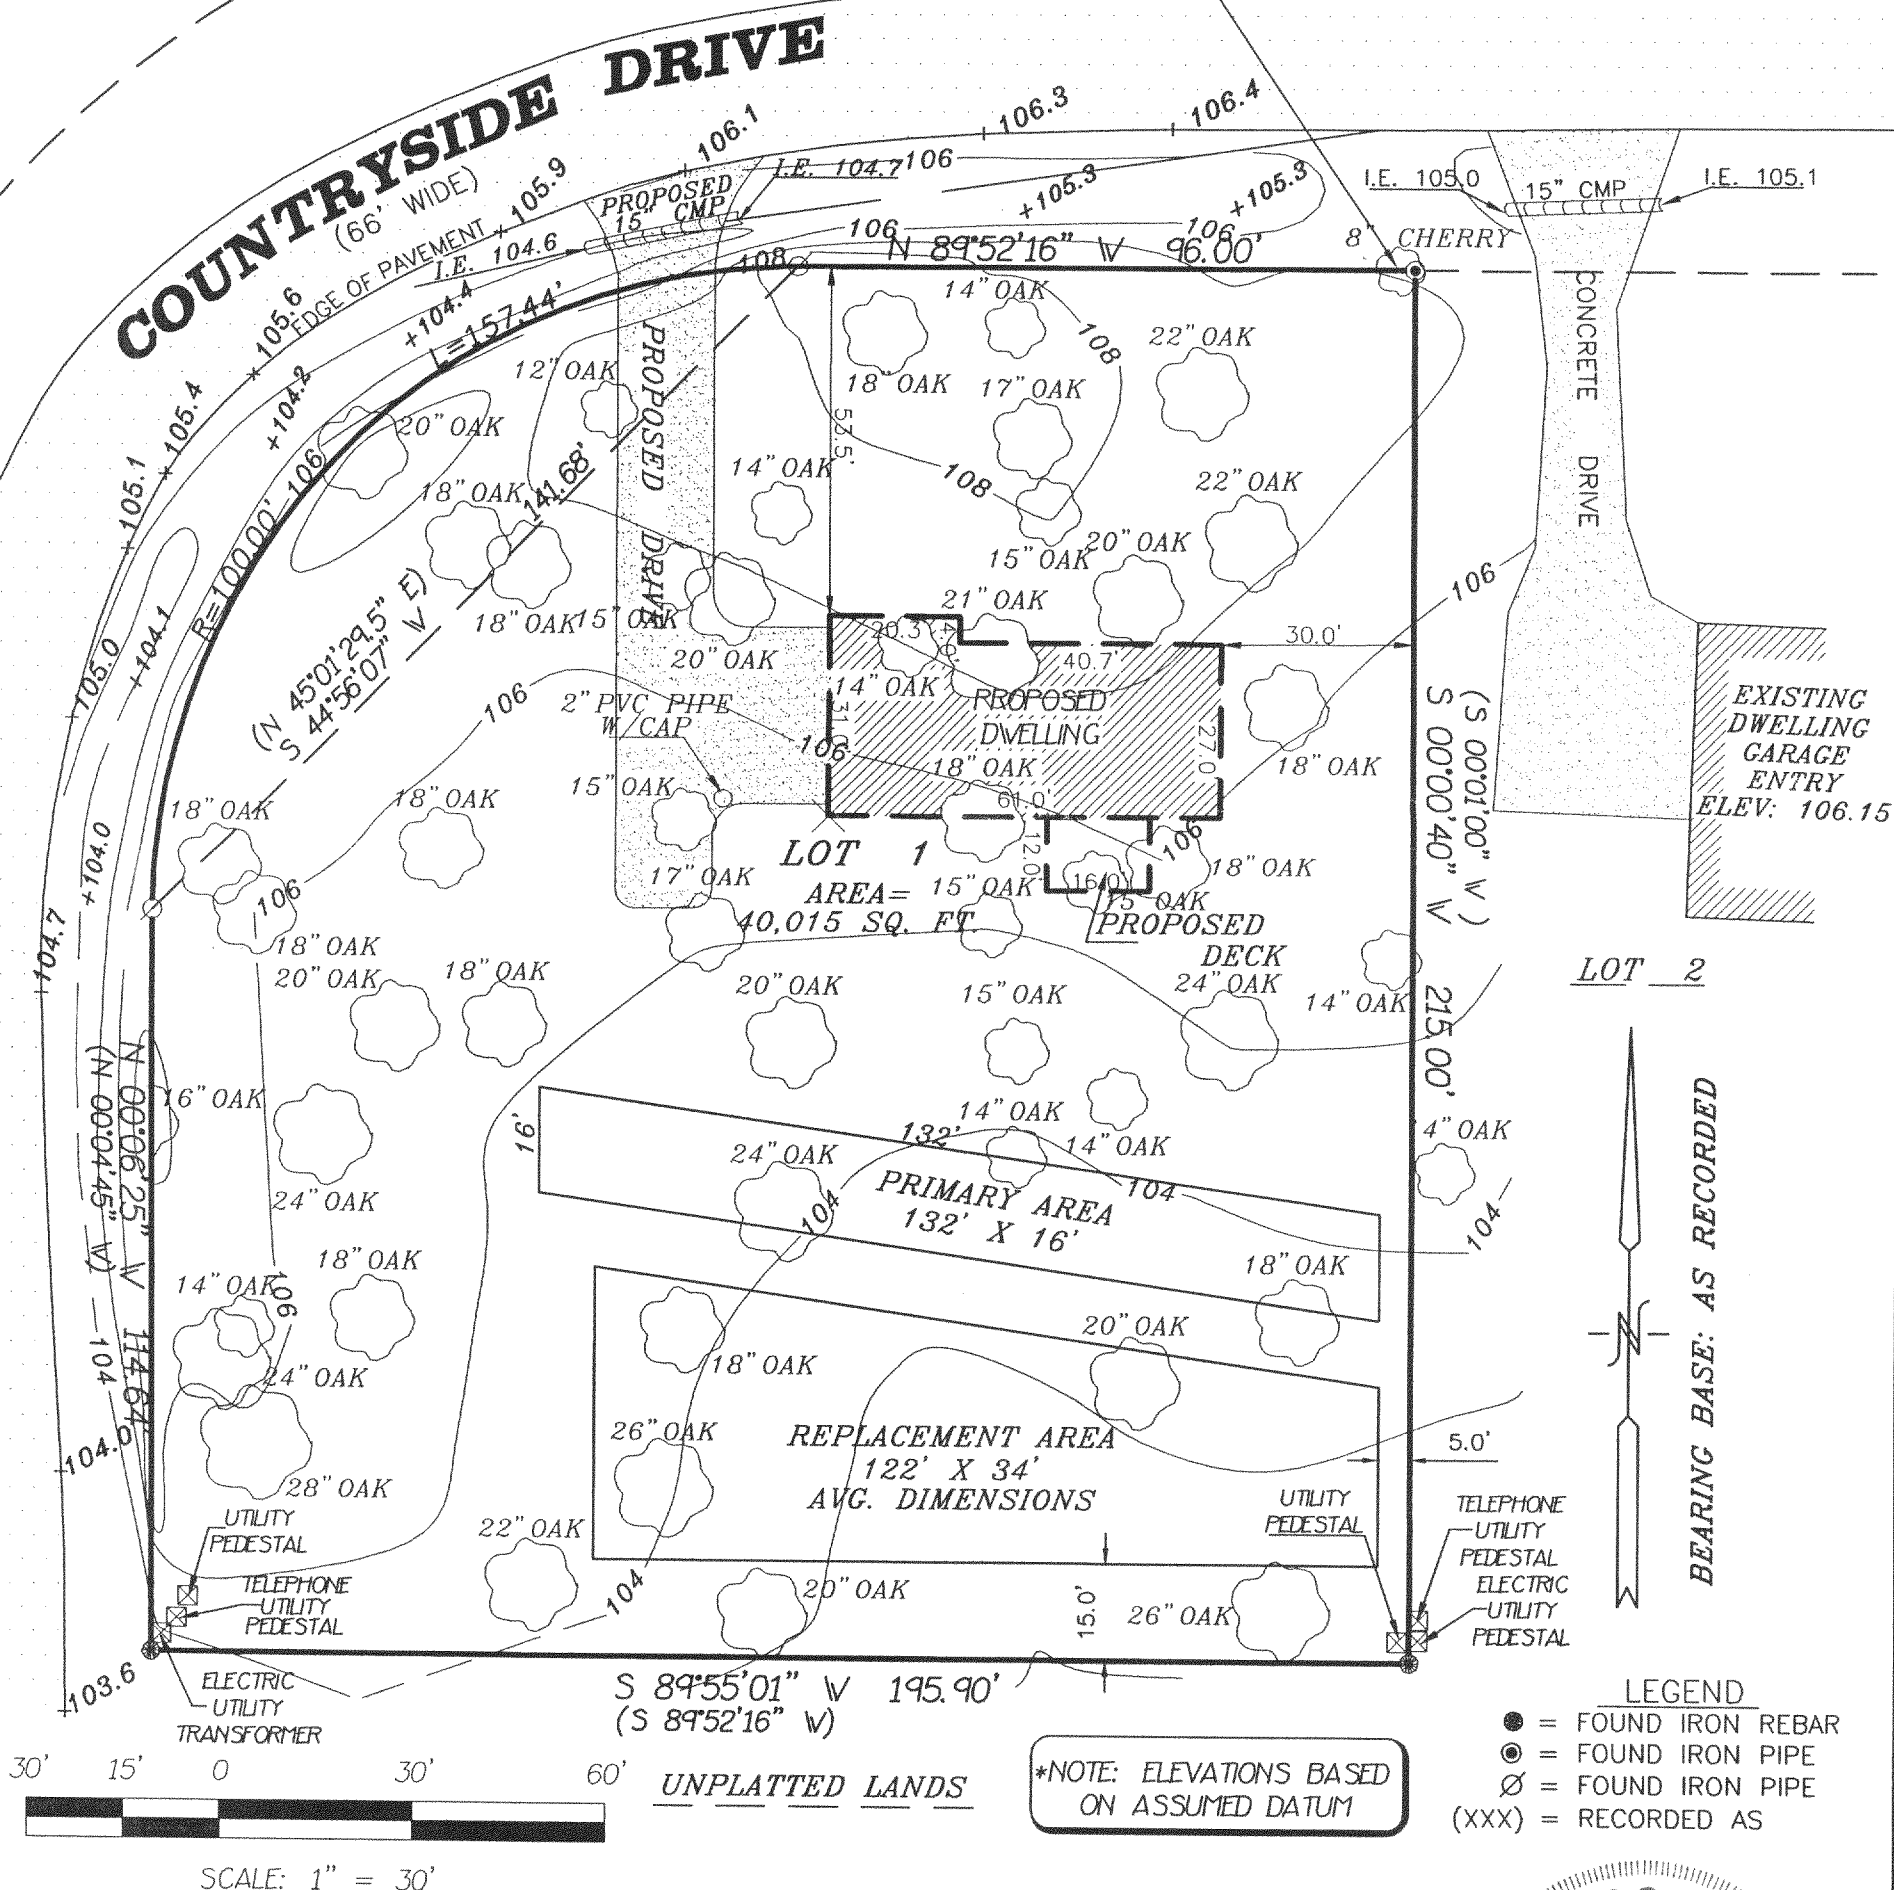 COUNTRYSIDE DRIVE
(66' WIDE)
EDGE OF PAVEMENT
106.1
+106.3
106.4
105.9
105.6
105.4
105.1
105.0
104.7
104.0
103.6
+104.4
+104.2
+104.1
+104.0
+105.3
+105.3
PROPOSED
15" CMP
I.E. 104.7
I.E. 104.6
106
106
106
108
N 89°52'16" W 96.00'
8" CHERRY
I.E. 105.0
15" CMP
I.E. 105.1
CONCRETE DRIVE
L=157.44'
R=100.00'
106
141.68'
(N 45°01'29.5" E)
S 44°56'07" W
PROPOSED DRIVE
12" OAK
20" OAK
18" OAK
18" OAK
15" OAK
14" OAK
20" OAK
14" OAK
18" OAK
17" OAK
22" OAK
108
108
22" OAK
15" OAK
20" OAK
21" OAK
53.5'
20.3'
40.7'
30.0'
14" OAK
PROPOSED
DWELLING
31.0'
27.0'
18" OAK
61.0'
106
106
106
106
2" PVC PIPE
W/CAP
15" OAK
18" OAK
18" OAK
18" OAK
106
18" OAK
LOT 1
AREA=
40,015 SQ. FT.
17" OAK
15" OAK
12.0'
16.0'
15" OAK
18" OAK
PROPOSED
DECK
(S 00°01'00" W)
S 00°00'40" W 215.00'
EXISTING
DWELLING
GARAGE
ENTRY
ELEV: 106.15
LOT 2
20" OAK
18" OAK
20" OAK
15" OAK
24" OAK
14" OAK
N 00°06'25" W 114.64'
(N 00°04'45" W)
104
16" OAK
24" OAK
16'
132'
24" OAK
14" OAK
14" OAK
4" OAK
PRIMARY AREA
132' X 16'
104
104
104
18" OAK
14" OAK
18" OAK
106
24" OAK
28" OAK
18" OAK
20" OAK
26" OAK
REPLACEMENT AREA
122' X 34'
AVG. DIMENSIONS
5.0'
15.0'
22" OAK
104
20" OAK
26" OAK
UTILITY
PEDESTAL
TELEPHONE
UTILITY
PEDESTAL
ELECTRIC
UTILITY
TRANSFORMER
UTILITY
PEDESTAL
TELEPHONE
UTILITY
PEDESTAL
ELECTRIC
UTILITY
PEDESTAL
BEARING BASE: AS RECORDED
N
S 89°55'01" W 195.90'
(S 89°52'16" W)
UNPLATTED LANDS
30' 15' 0 30' 60'
SCALE: 1" = 30'
*NOTE: ELEVATIONS BASED
ON ASSUMED DATUM
LEGEND
= FOUND IRON REBAR
= FOUND IRON PIPE
Ø = FOUND IRON PIPE
(XXX) = RECORDED AS